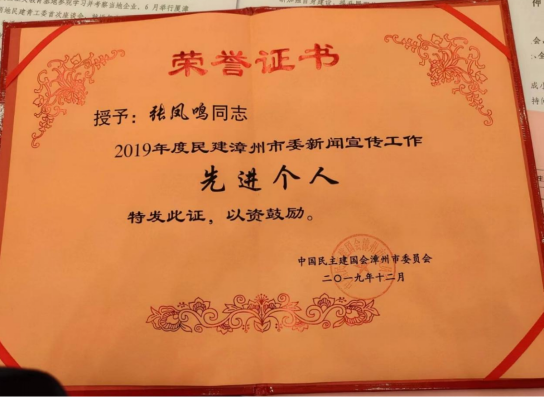 荣誉证书
授予：张凤鸣同志
2019年度民建漳州市委新闻宣传工作
先进个人
特发此证，以资鼓励。
中国民主建国会漳州市委员会
二〇一九年十二月